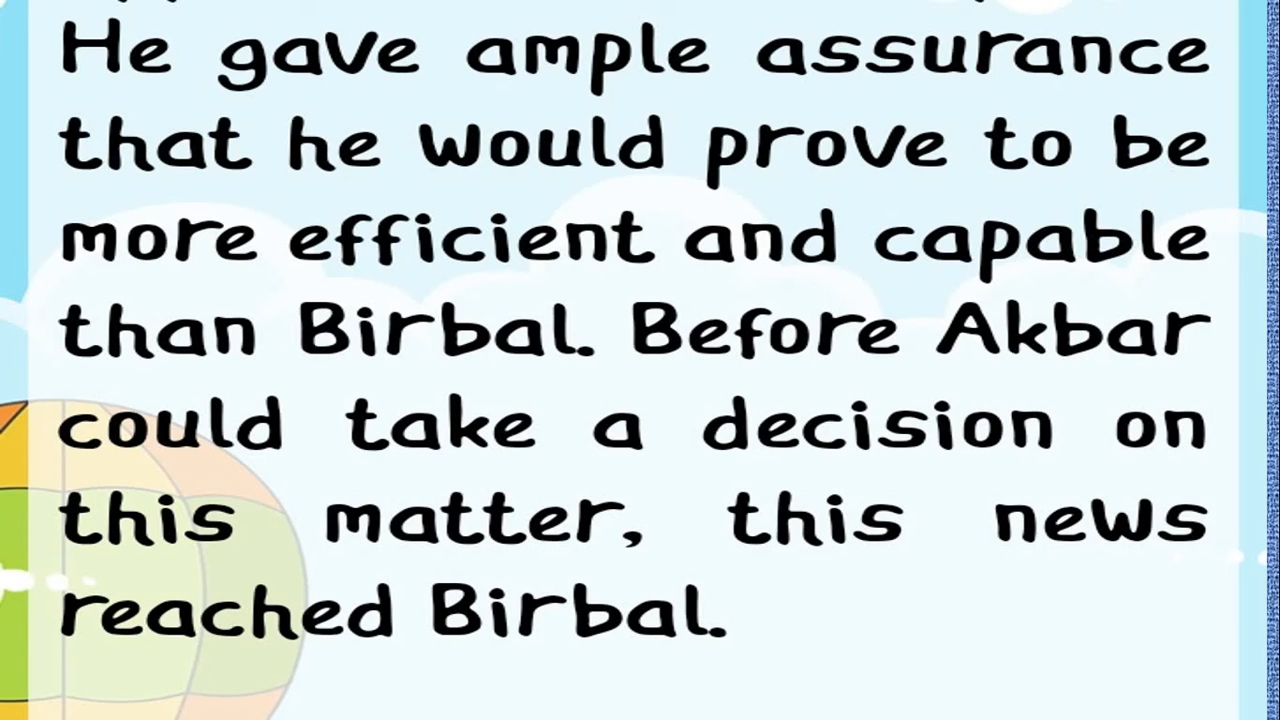 He gave ample assurance
that he would prove to be
more efficient and capable
than Birbal. Before Akbar
could take a decision on
this matter, this news
reached Birbal.